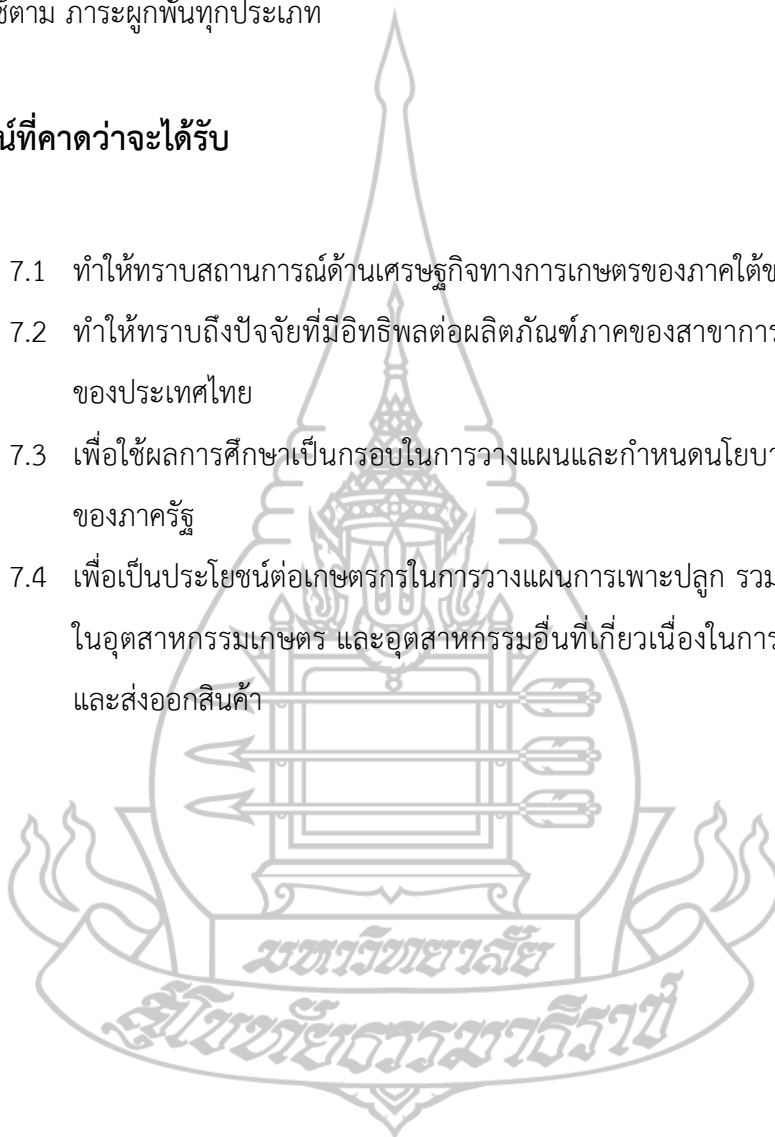 ช้ตาม ภาระผูกพันทุกประเภท
น์ที่คาดว่าจะได้รับ
7.1 ทำให้ทราบสถานการณ์ด้านเศรษฐกิจทางการเกษตรของภาคใต้ข
7.2 ทำให้ทราบถึงปัจจัยที่มีอิทธิพลต่อผลิตภัณฑ์ภาคของสาขาการ
ของประเทศไทย
7.3 เพื่อใช้ผลการศึกษาเป็นกรอบในการวางแผนและกำหนดนโยบา
ของภาครัฐ
7.4 เพื่อเป็นประโยชน์ต่อเกษตรกรในการวางแผนการเพาะปลูก รวม
ในอุตสาหกรรมเกษตร และอุตสาหกรรมอื่นที่เกี่ยวเนื่องในการ
และส่งออกสินค้า
มหาวิทยาลัย
สุโขทัยธรรมาธิราช